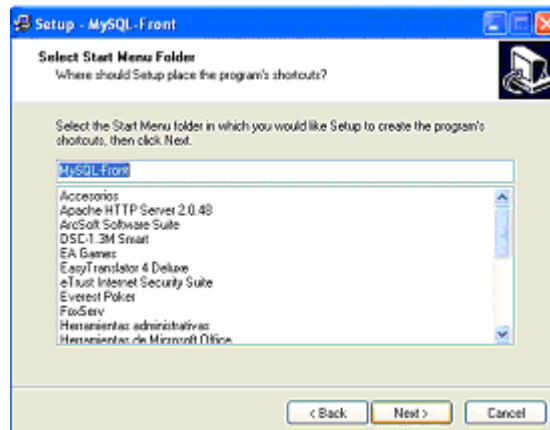 Setup - MySQL-Front
Select Start Menu Folder
Where should Setup place the program's shortcuts?
Select the Start Menu folder in which you would like Setup to create the program's
shortcuts, then click Next.
MySQL-Front
Accesorios
Apache HTTP Server 2.0.48
ArcSoft Software Suite
DSC-1.3M Smart
EA Games
EasyTranslator 4 Deluxe
eTrust Internet Security Suite
Everest Poker
FoxServ
Herramientas administrativas
Herramientas de Microsoft Office
< Back
Next >
Cancel